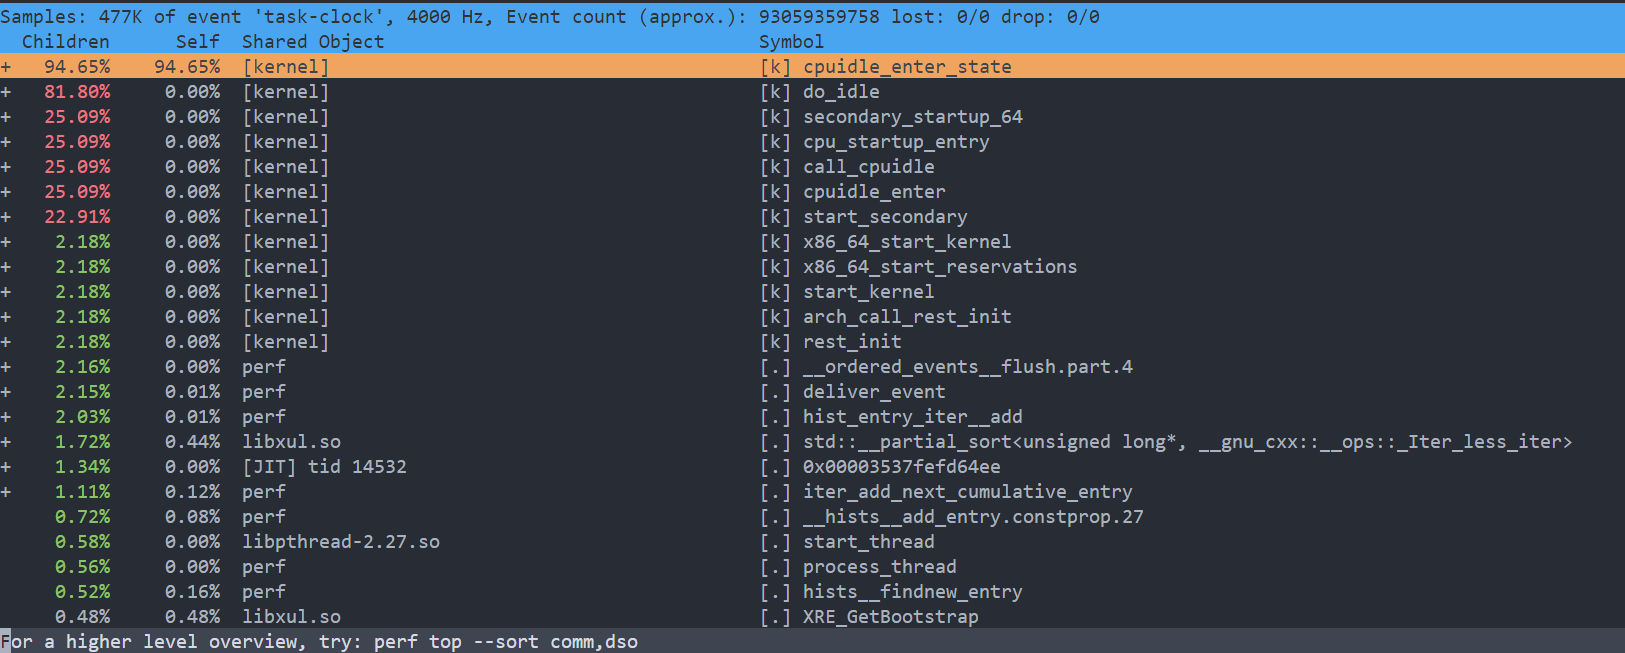 Samples: 477K of event 'task-clock', 4000 Hz, Event count (approx.): 93059359758 lost: 0/0 drop: 0/0
Children Self Shared Object Symbol
+ 94.65% 94.65% [kernel] [k] cpuidle_enter_state
+ 81.80% 0.00% [kernel] [k] do_idle
+ 25.09% 0.00% [kernel] [k] secondary_startup_64
+ 25.09% 0.00% [kernel] [k] cpu_startup_entry
+ 25.09% 0.00% [kernel] [k] call_cpuidle
+ 25.09% 0.00% [kernel] [k] cpuidle_enter
+ 22.91% 0.00% [kernel] [k] start_secondary
+ 2.18% 0.00% [kernel] [k] x86_64_start_kernel
+ 2.18% 0.00% [kernel] [k] x86_64_start_reservations
+ 2.18% 0.00% [kernel] [k] start_kernel
+ 2.18% 0.00% [kernel] [k] arch_call_rest_init
+ 2.18% 0.00% [kernel] [k] rest_init
+ 2.16% 0.00% perf [.] __ordered_events__flush.part.4
+ 2.15% 0.01% perf [.] deliver_event
+ 2.03% 0.01% perf [.] hist_entry_iter__add
+ 1.72% 0.44% libxul.so [.] std::__partial_sort<unsigned long*, __gnu_cxx::__ops::_Iter_less_iter>
+ 1.34% 0.00% [JIT] tid 14532 [.] 0x00003537fefd64ee
+ 1.11% 0.12% perf [.] iter_add_next_cumulative_entry
0.72% 0.08% perf [.] __hists__add_entry.constprop.27
0.58% 0.00% libpthread-2.27.so [.] start_thread
0.56% 0.00% perf [.] process_thread
0.52% 0.16% perf [.] hists__findnew_entry
0.48% 0.48% libxul.so [.] XRE_GetBootstrap
For a higher level overview, try: perf top --sort comm,dso